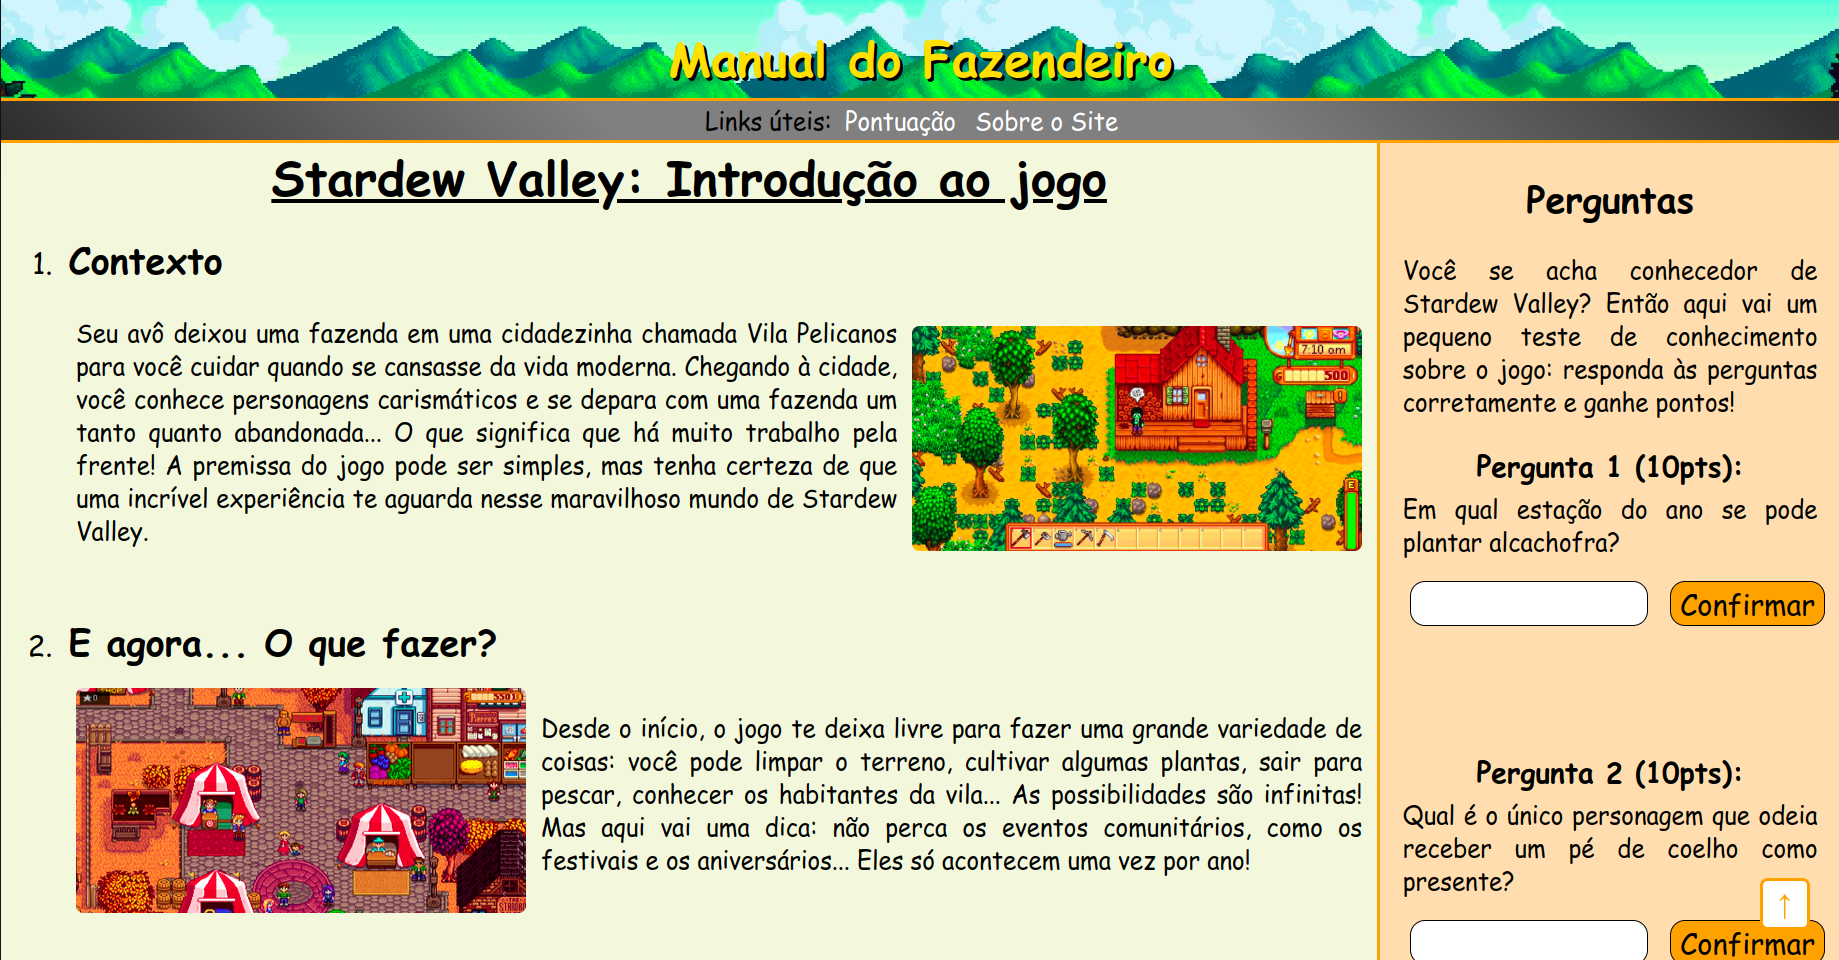 Manual do Fazendeiro
Links úteis: Pontuação Sobre o Site
Stardew Valley: Introdução ao jogo
1. Contexto
Seu avô deixou uma fazenda em uma cidadezinha chamada Vila Pelicanos
para você cuidar quando se cansasse da vida moderna. Chegando à cidade,
você conhece personagens carismáticos e se depara com uma fazenda um
tanto quanto abandonada... O que significa que há muito trabalho pela
frente! A premissa do jogo pode ser simples, mas tenha certeza de que
uma incrível experiência te aguarda nesse maravilhoso mundo de Stardew
Valley.
7:10 am
500
E
2. E agora... O que fazer?
5501
Pierre's
Desde o início, o jogo te deixa livre para fazer uma grande variedade de
coisas: você pode limpar o terreno, cultivar algumas plantas, sair para
pescar, conhecer os habitantes da vila... As possibilidades são infinitas!
Mas aqui vai uma dica: não perca os eventos comunitários, como os
festivais e os aniversários... Eles só acontecem uma vez por ano!
Perguntas
Você se acha conhecedor de
Stardew Valley? Então aqui vai um
pequeno teste de conhecimento
sobre o jogo: responda às perguntas
corretamente e ganhe pontos!
Pergunta 1 (10pts):
Em qual estação do ano se pode
plantar alcachofra?
Confirmar
Pergunta 2 (10pts):
Qual é o único personagem que odeia
receber um pé de coelho como
presente?
↑
Confirmar